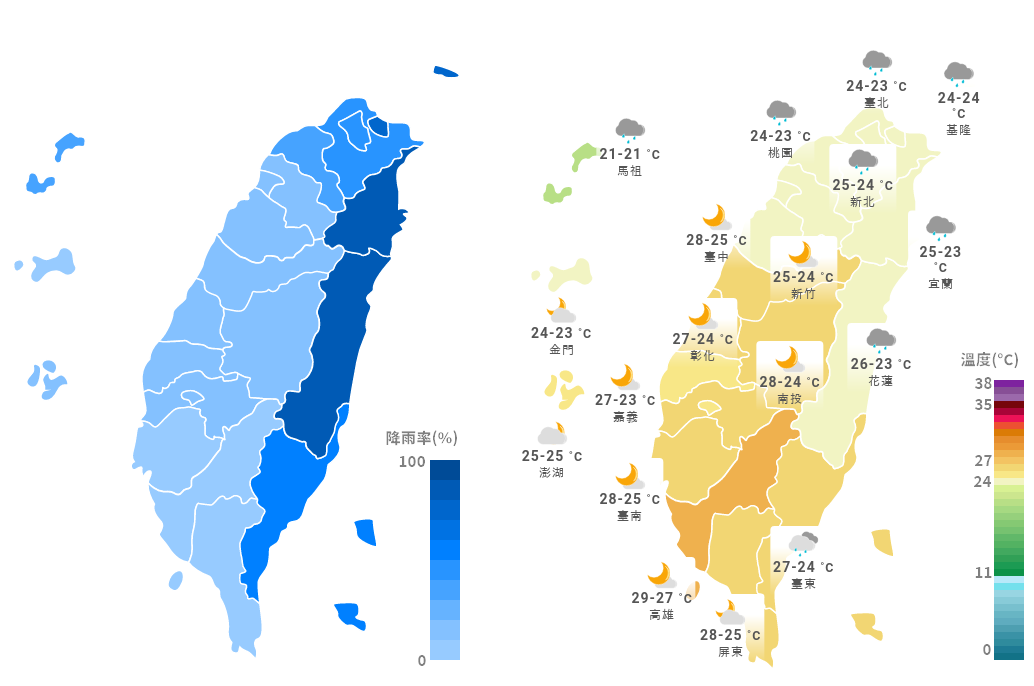 24-23 °C
臺北
24-24
°C
基隆
24-23 °C
桃園
21-21 °C
馬祖
25-24 °C
新北
28-25 °C
臺中
25-23
°C
宜蘭
25-24 °C
新竹
24-23 °C
金門
27-24 °C
彰化
26-23 °C
花蓮
溫度(°C)
38
35
27
24
11
0
28-24 °C
南投
27-23 °C
嘉義
降雨率(%)
100
0
25-25 °C
澎湖
28-25 °C
臺南
27-24 °C
臺東
29-27 °C
高雄
28-25 °C
屏東